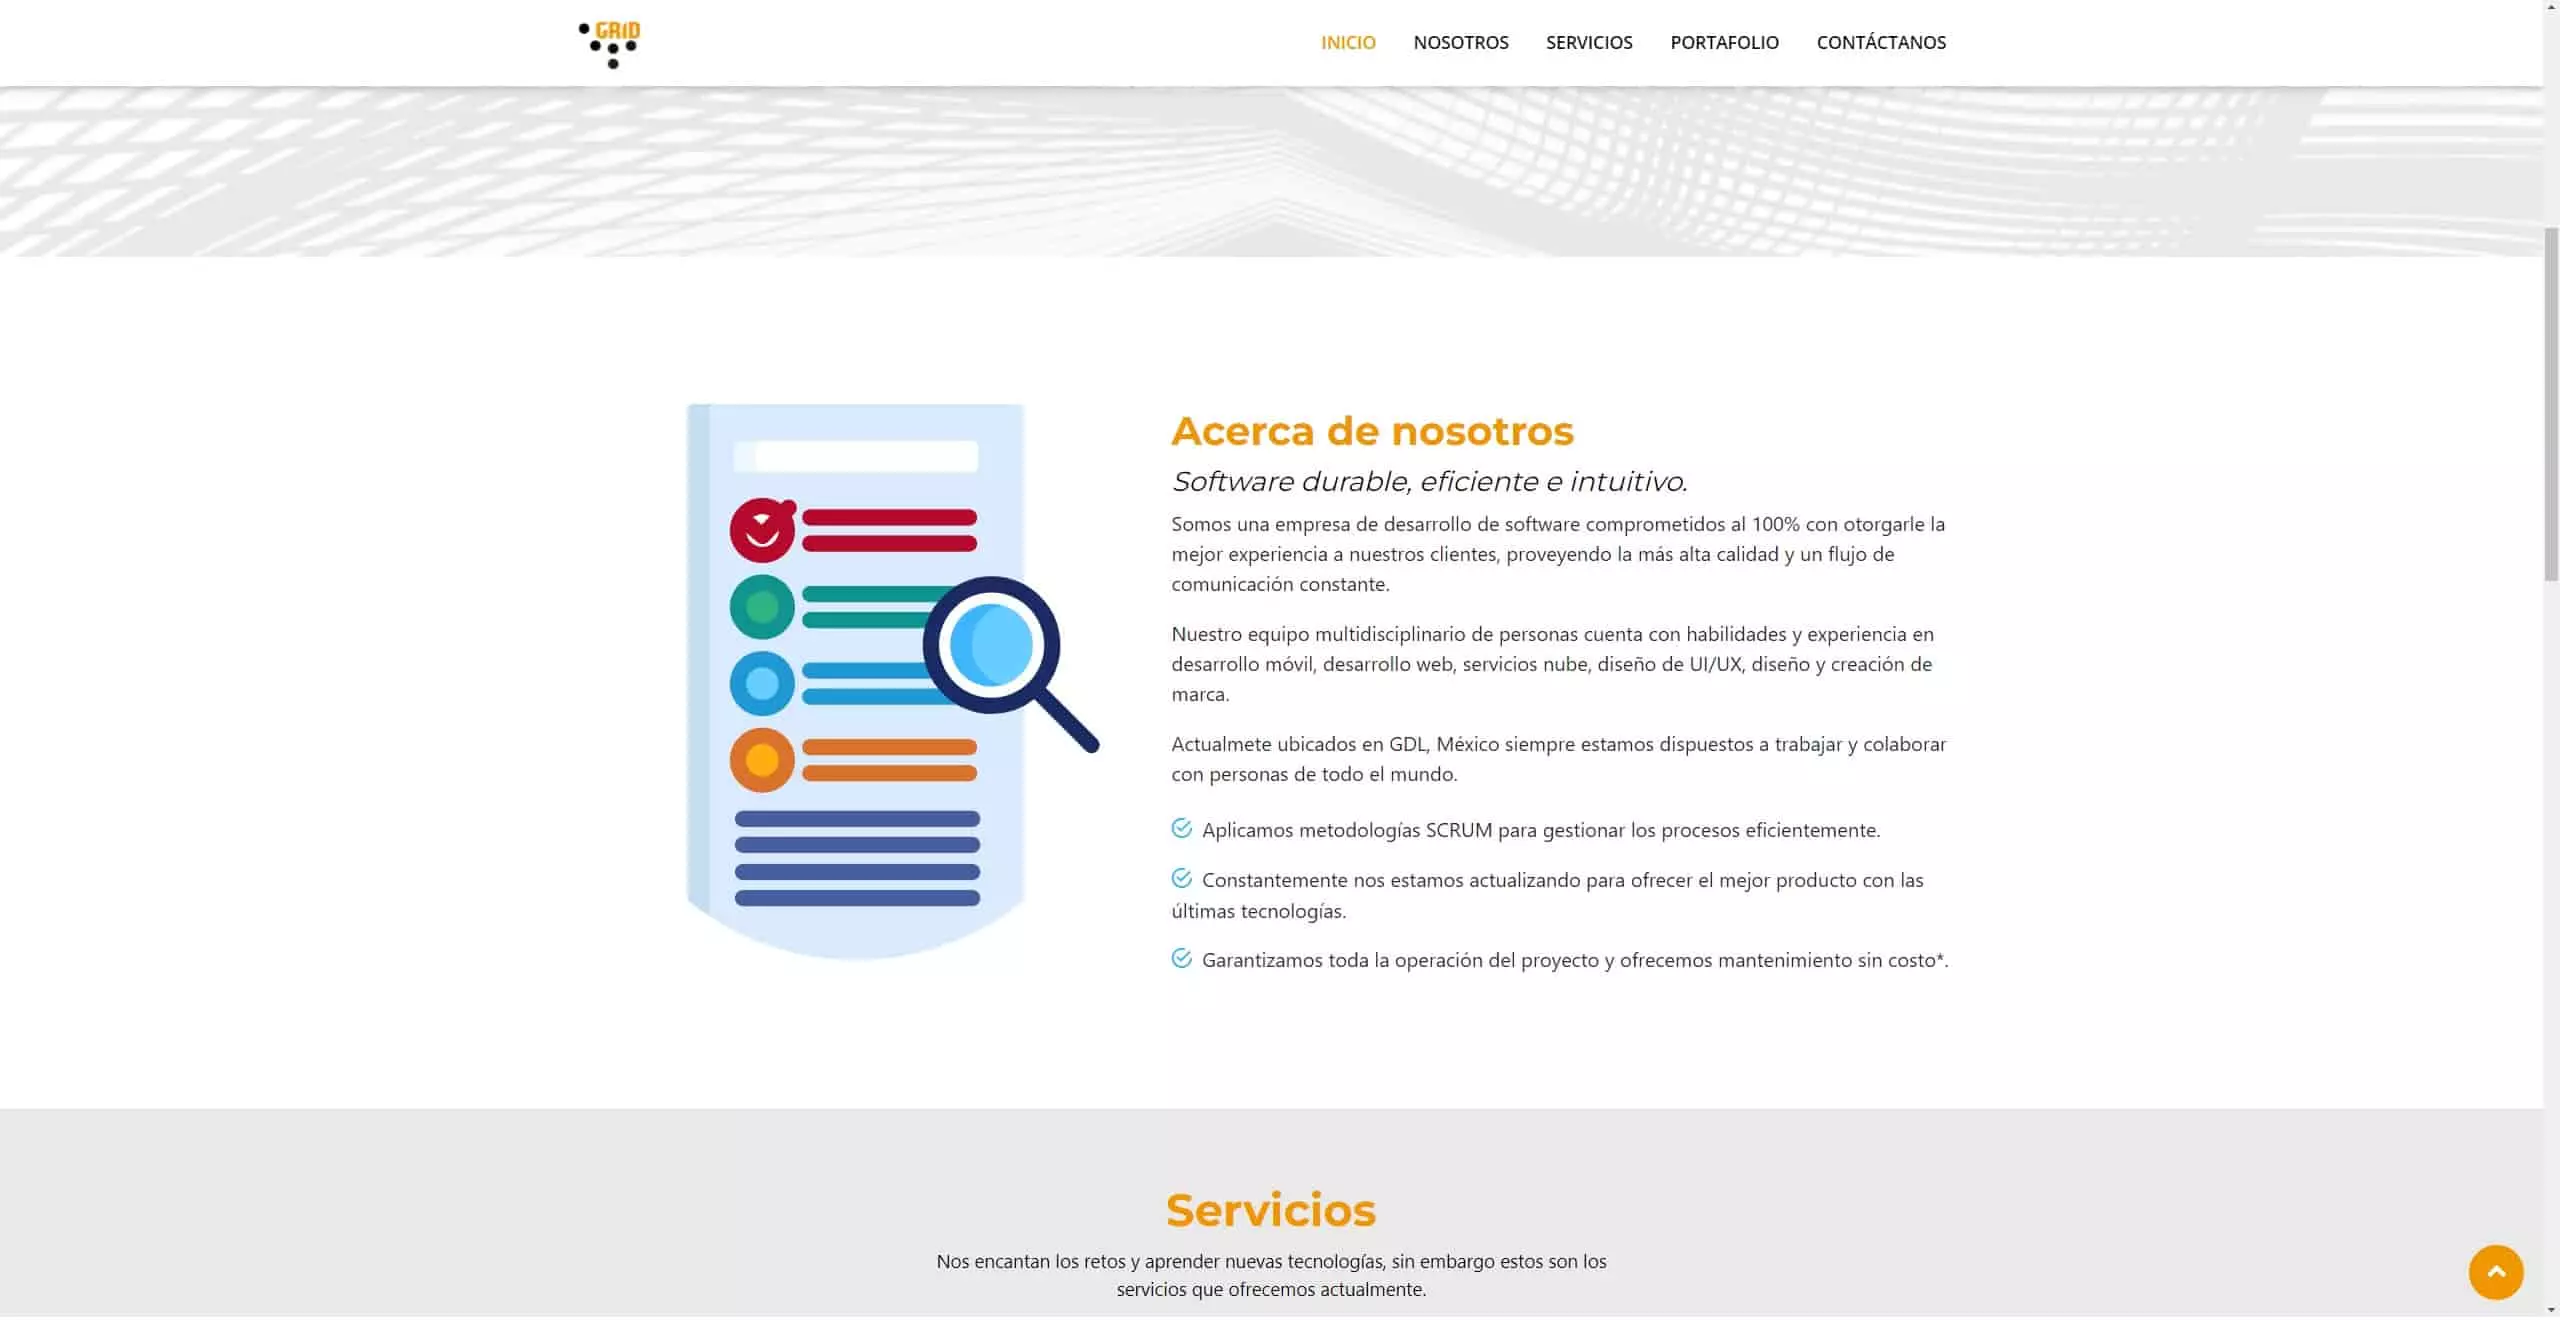 GRID
INICIO NOSOTROS SERVICIOS PORTAFOLIO CONTÁCTANOS
Acerca de nosotros
Software durable, eficiente e intuitivo.
Somos una empresa de desarrollo de software comprometidos al 100% con otorgarle la
mejor experiencia a nuestros clientes, proveyendo la más alta calidad y un flujo de
comunicación constante.
Nuestro equipo multidisciplinario de personas cuenta con habilidades y experiencia en
desarrollo móvil, desarrollo web, servicios nube, diseño de UI/UX, diseño y creación de
marca.
Actualmete ubicados en GDL, México siempre estamos dispuestos a trabajar y colaborar
con personas de todo el mundo.
Aplicamos metodologías SCRUM para gestionar los procesos eficientemente.
Constantemente nos estamos actualizando para ofrecer el mejor producto con las
últimas tecnologías.
Garantizamos toda la operación del proyecto y ofrecemos mantenimiento sin costo*.
Servicios
Nos encantan los retos y aprender nuevas tecnologías, sin embargo estos son los
servicios que ofrecemos actualmente.